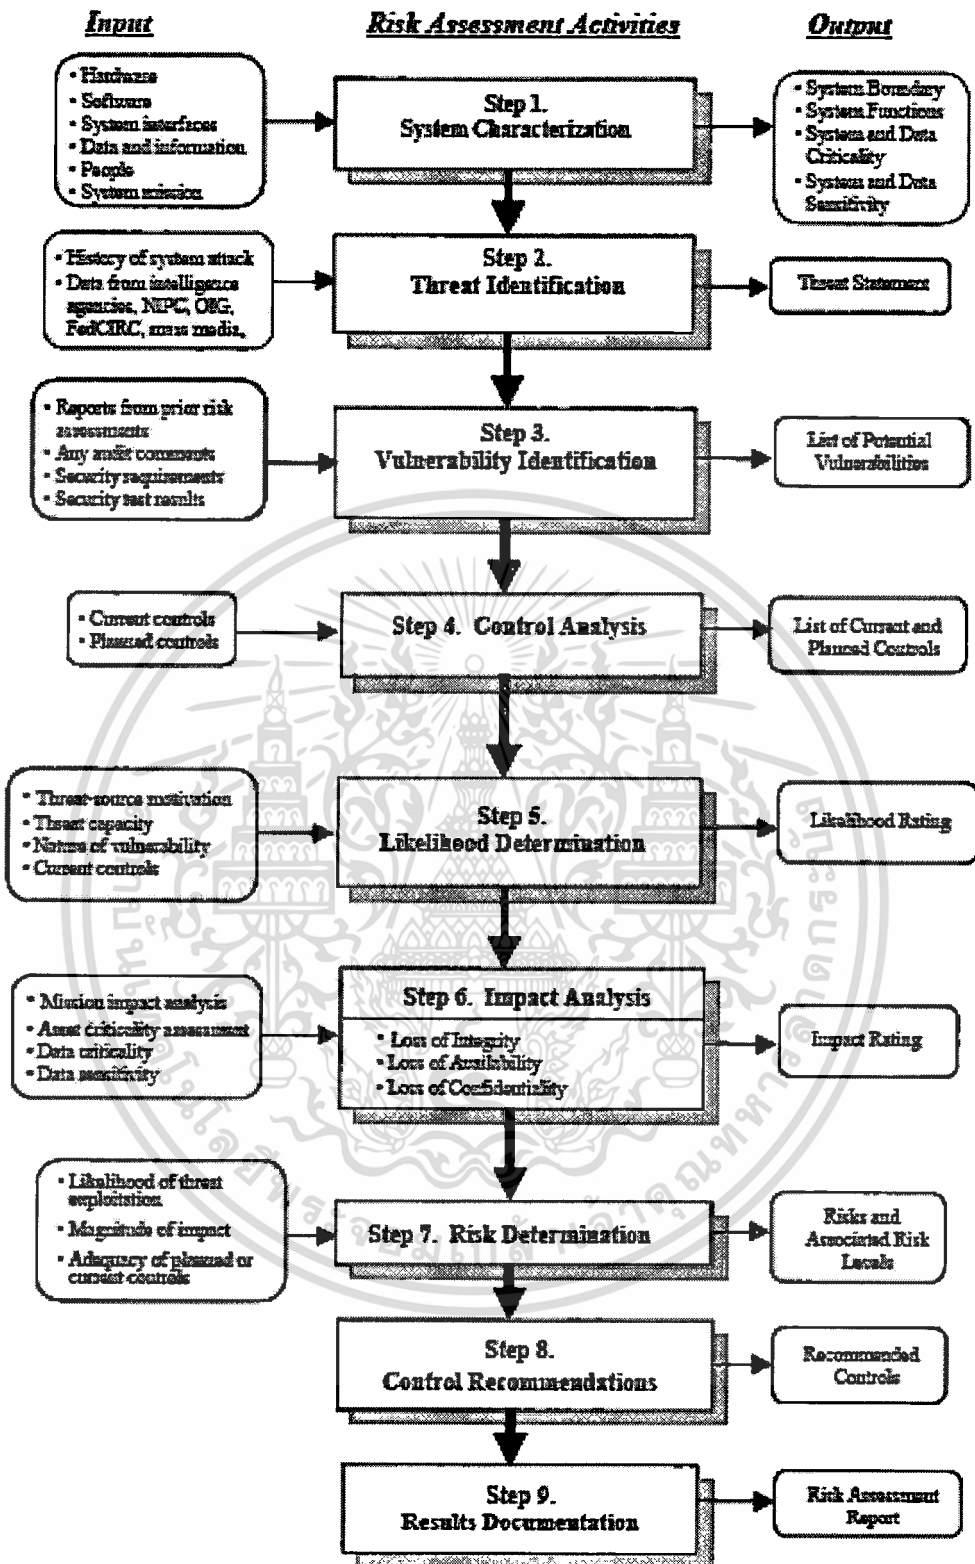 Input
Risk Assessment Activities
Output
• Hardware
• Software
• System interfaces
• Data and information
• People
• System mission
Step 1.
System Characterization
• System Boundary
• System Functions
• System and Data
Criticality
• System and Data
Sensitivity
• History of system attack
• Data from intelligence
agencies, NIPC, OIG,
FedCIRC, mass media,
Step 2.
Threat Identification
Threat Statement
• Reports from prior risk
assessments
• Any audit comments
• Security requirements
• Security test results
Step 3.
Vulnerability Identification
List of Potential
Vulnerabilities
• Current controls
• Planned controls
Step 4. Control Analysis
List of Current and
Planned Controls
• Threat-source motivation
• Threat capacity
• Nature of vulnerability
• Current controls
Step 5.
Likelihood Determination
Likelihood Rating
• Mission impact analysis
• Asset criticality assessment
• Data criticality
• Data sensitivity
Step 6. Impact Analysis
• Loss of Integrity
• Loss of Availability
• Loss of Confidentiality
Impact Rating
• Likelihood of threat
exploitation
• Magnitude of impact
• Adequacy of planned or
current controls
Step 7. Risk Determination
Risks and
Associated Risk
Levels
Step 8.
Control Recommendations
Recommended
Controls
Step 9.
Results Documentation
Risk Assessment
Report